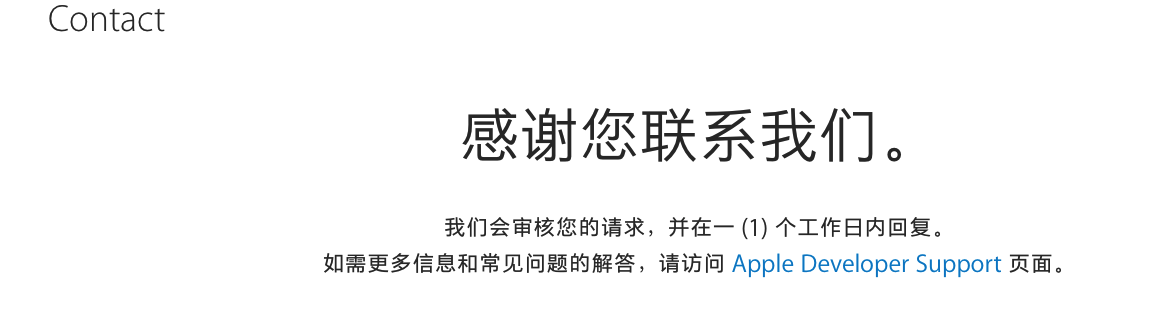 Contact
感谢您联系我们。
我们会审核您的请求，并在一 (1) 个工作日内回复。
如需更多信息和常见问题的解答，请访问 Apple Developer Support 页面。